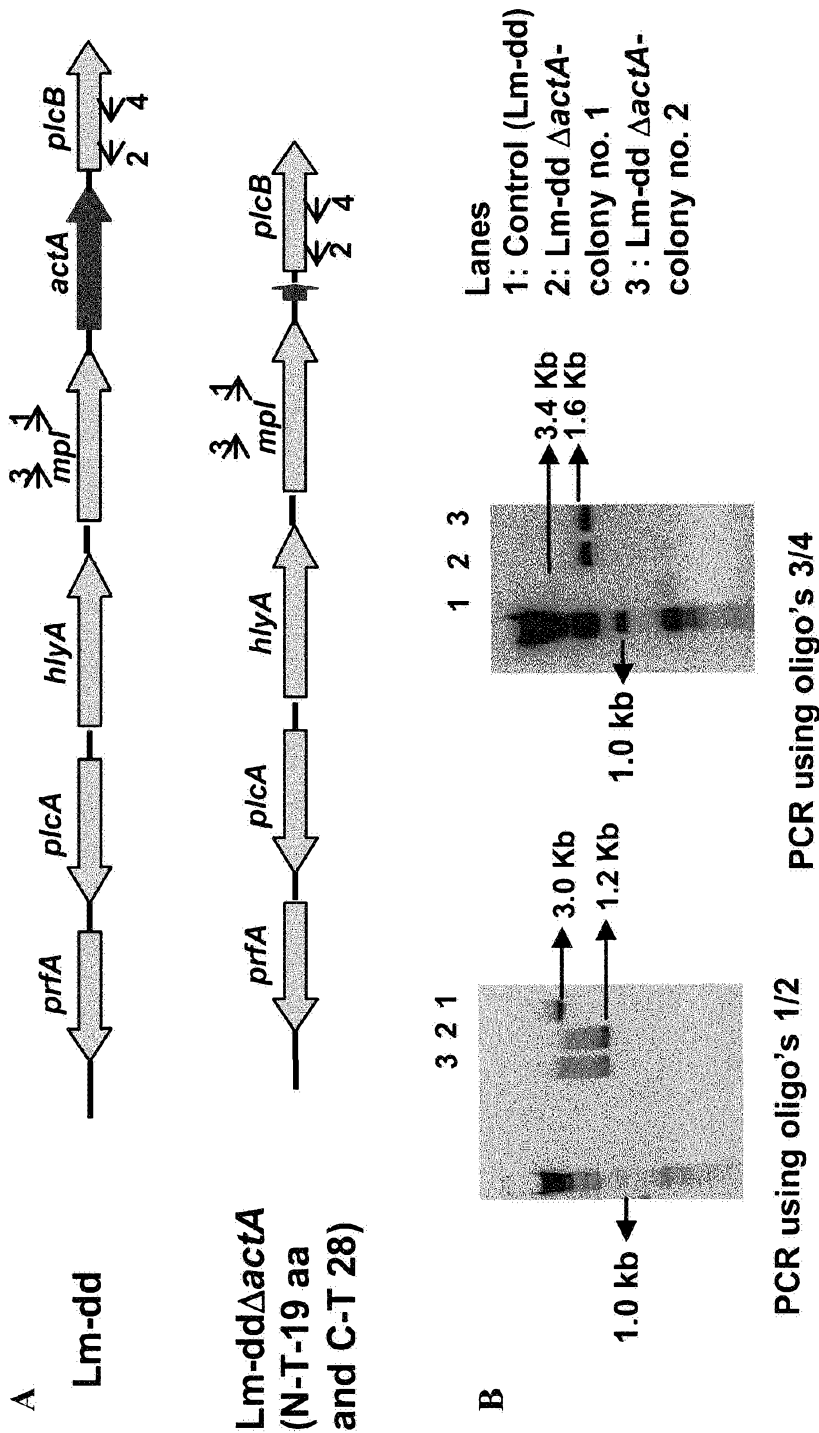 A
prfA
plcA
hlyA
3 1
mpl
actA
plcB
2 4
Lm-dd
prfA
plcA
hlyA
3 1
mpl
plcB
2 4
Lm-ddΔactA
(N-T-19 aa
and C-T 28)
B
3 2 1
3.0 Kb
1.2 Kb
1.0 kb
PCR using oligo's 1/2
1 2 3
3.4 Kb
1.6 Kb
1.0 kb
PCR using oligo's 3/4
Lanes
1: Control (Lm-dd)
2: Lm-dd ΔactA-
colony no. 1
3 : Lm-dd ΔactA-
colony no. 2